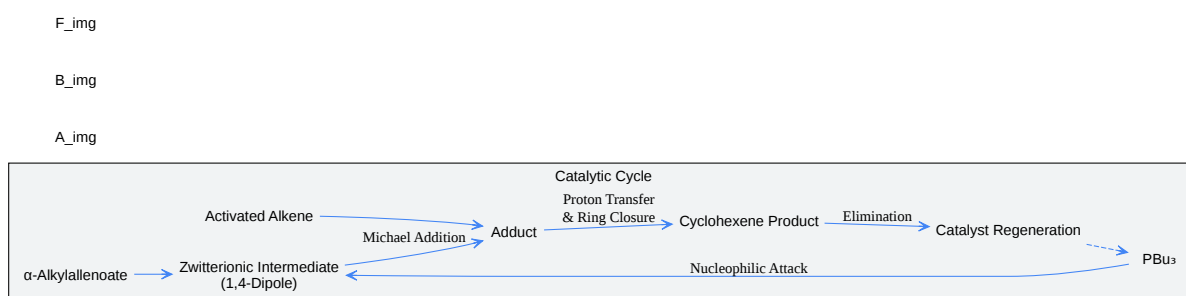 F_img
B_img
A_img
Catalytic Cycle
Proton Transfer
& Ring Closure
Activated Alkene
Cyclohexene Product
Elimination
Michael Addition
Adduct
Catalyst Regeneration
α-Alkylallenoate
Zwitterionic Intermediate
(1,4-Dipole)
Nucleophilic Attack
PBu₃